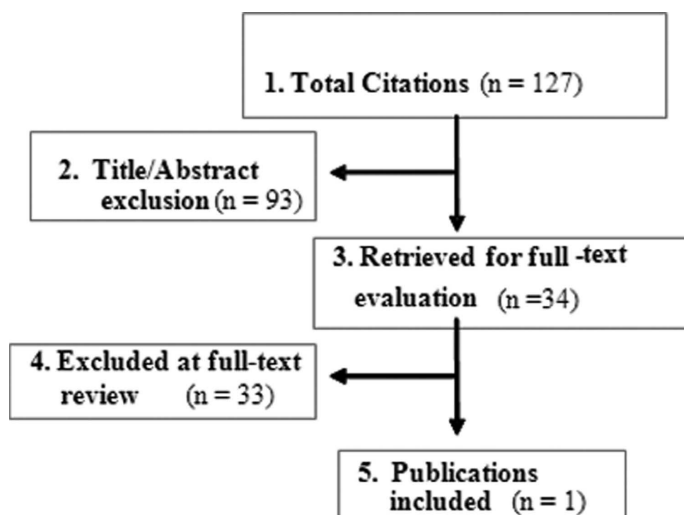 1. Total Citations (n = 127)
2. Title/Abstract
exclusion (n = 93)
3. Retrieved for full -text
evaluation (n =34)
4. Excluded at full-text
review (n = 33)
5. Publications
included (n = 1)